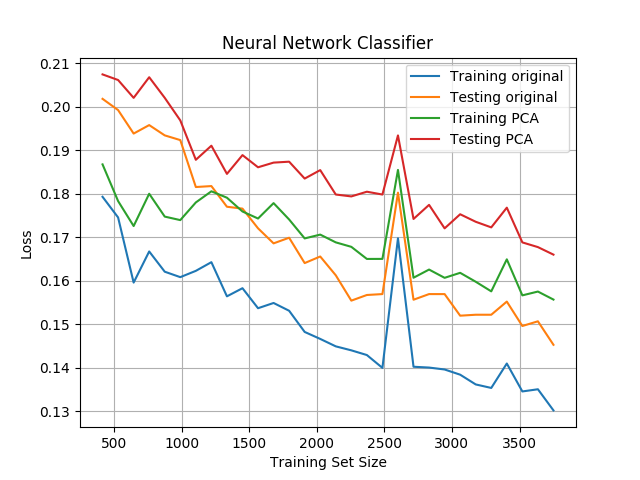 Neural Network Classifier
Training original
Testing original
Training PCA
Testing PCA
Loss
0.21
0.20
0.19
0.18
0.17
0.16
0.15
0.14
0.13
500 1000 1500 2000 2500 3000 3500
Training Set Size